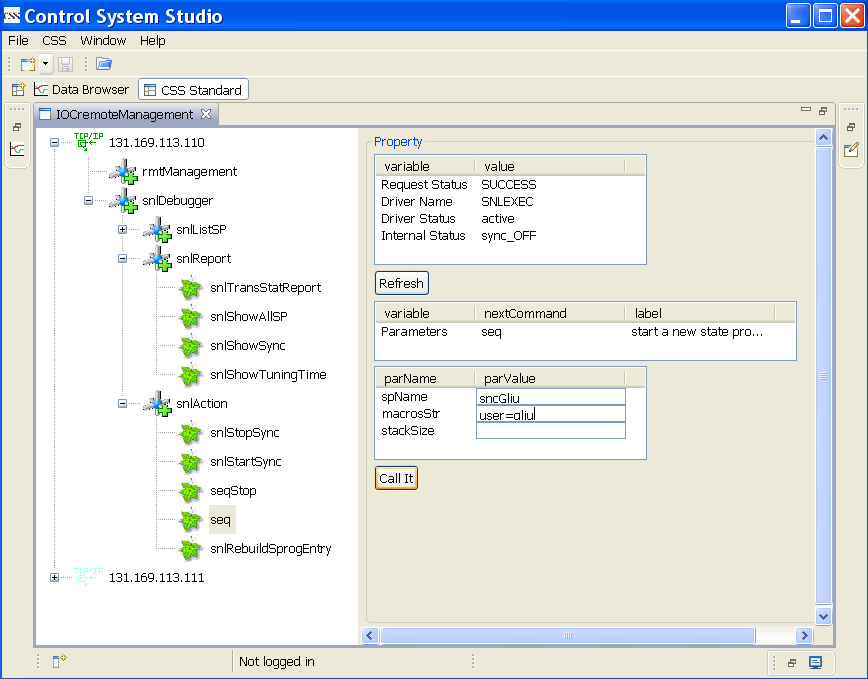 CSS Control System Studio
File CSS Window Help
Data Browser CSS Standard
IOCremoteManagement
TCP/IP 131.169.113.110
rmtManagement
snlDebugger
snlListSP
snlReport
snlTransStatReport
snlShowAllSP
snlShowSync
snlShowTuningTime
snlAction
snlStopSync
snlStartSync
seqStop
seq
snlRebuildSprogEntry
TCP/IP 131.169.113.111
Property
variable value
Request Status SUCCESS
Driver Name SNLEXEC
Driver Status active
Internal Status sync_OFF
Refresh
variable nextCommand label
Parameters seq start a new state pro...
parName parValue
spName sncGliu
macrosStr user=gliu
stackSize
Call It
Not logged in